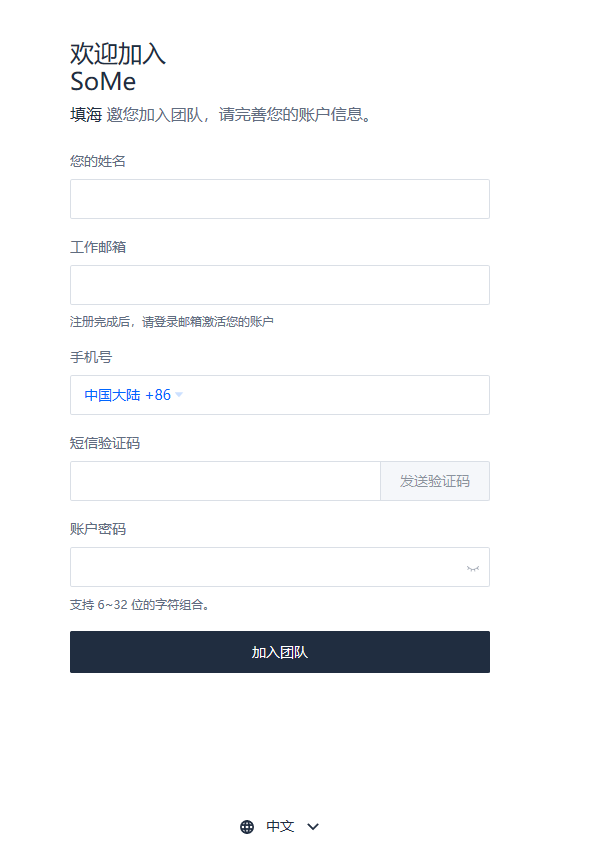 欢迎加入
SoMe
填海 邀您加入团队，请完善您的账户信息。
您的姓名
工作邮箱
注册完成后，请登录邮箱激活您的账户
手机号
中国大陆 +86
短信验证码
发送验证码
账户密码
支持 6~32 位的字符组合。
加入团队
中文